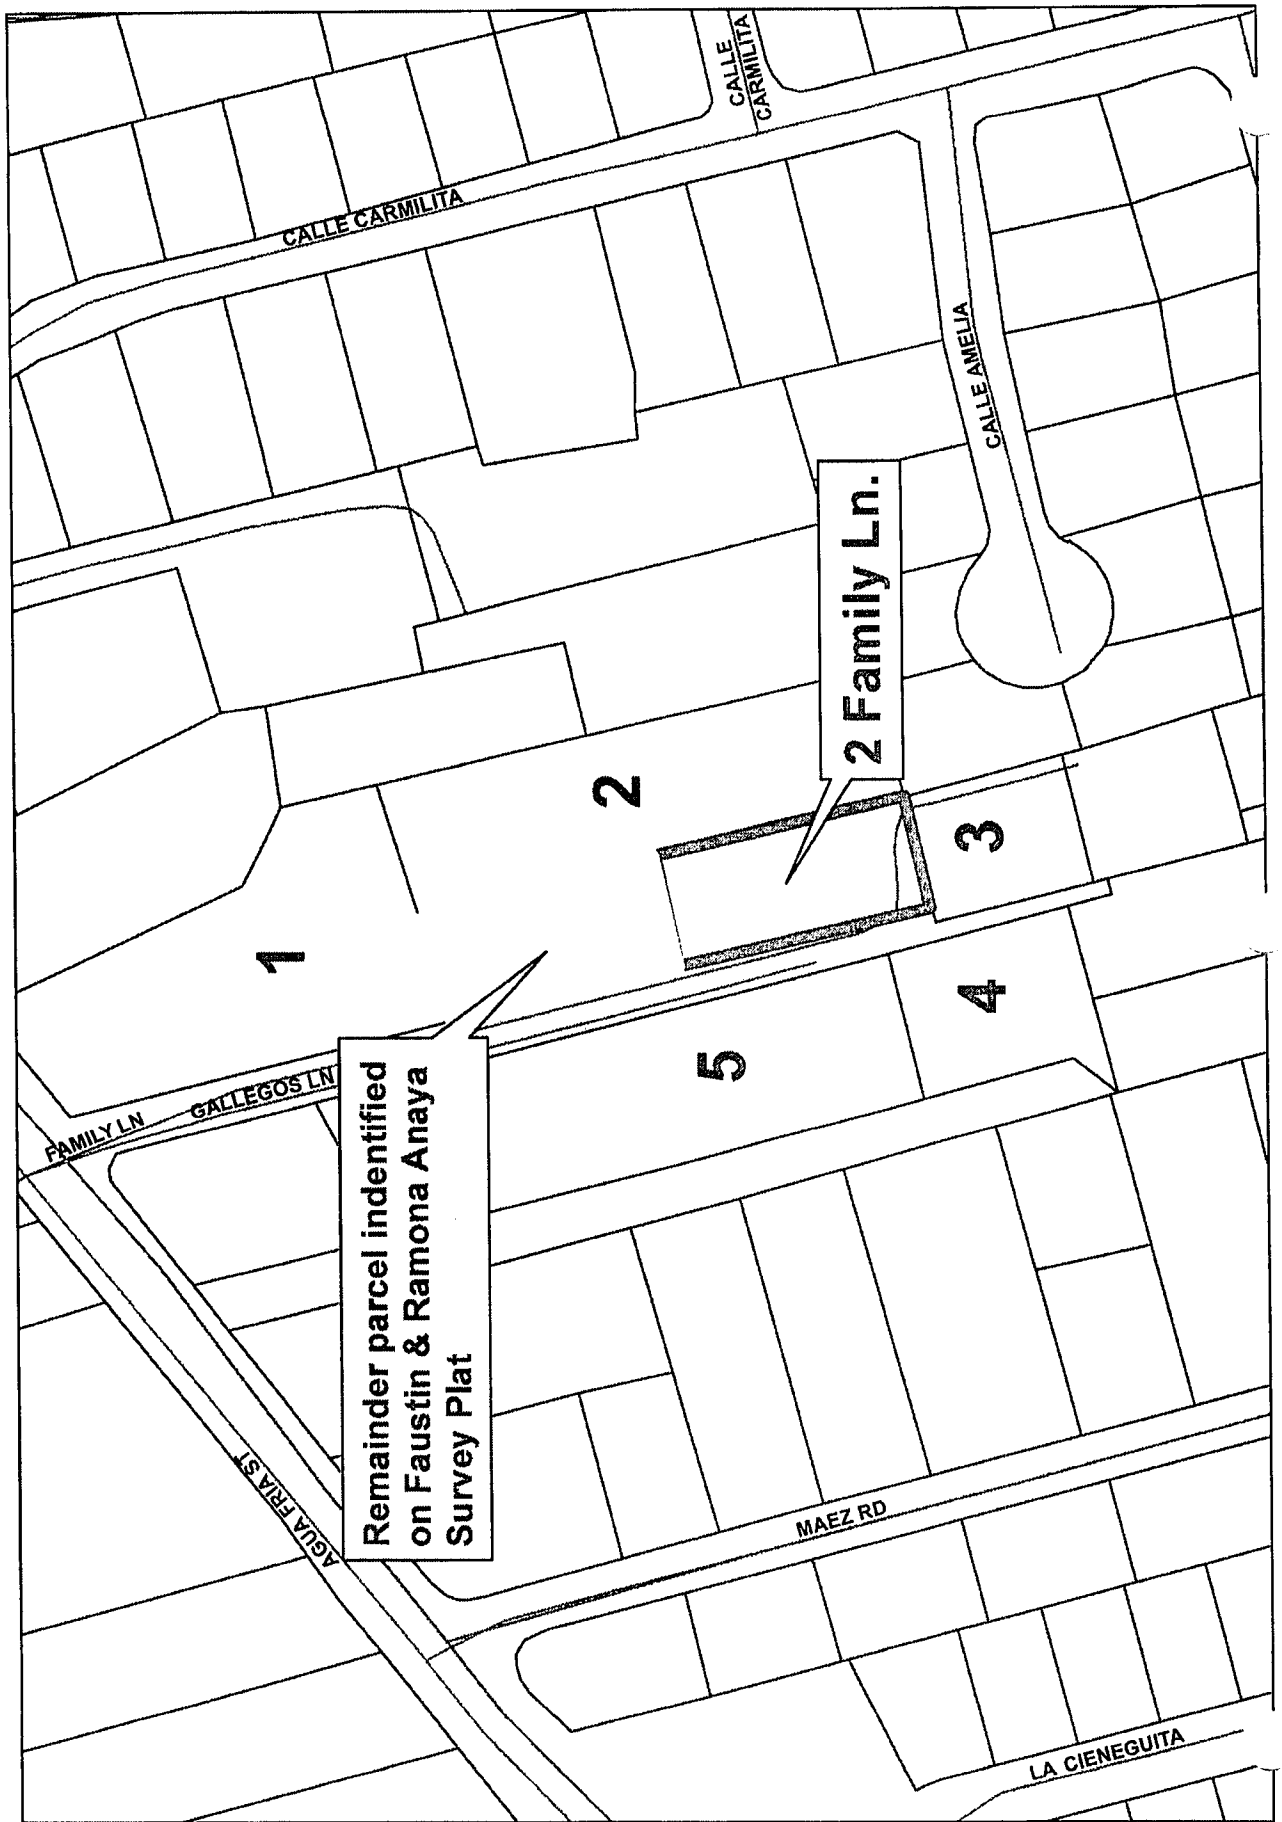 CALLE
CARMILITA
CALLE CARMILITA
CALLE AMELIA
2 Family Ln.
2
3
1
4
5
Remainder parcel indentified
on Faustin & Ramona Anaya
Survey Plat
GALLEGOS LN
FAMILY LN
AGUA FRIA ST
MAEZ RD
LA CIENEGUITA